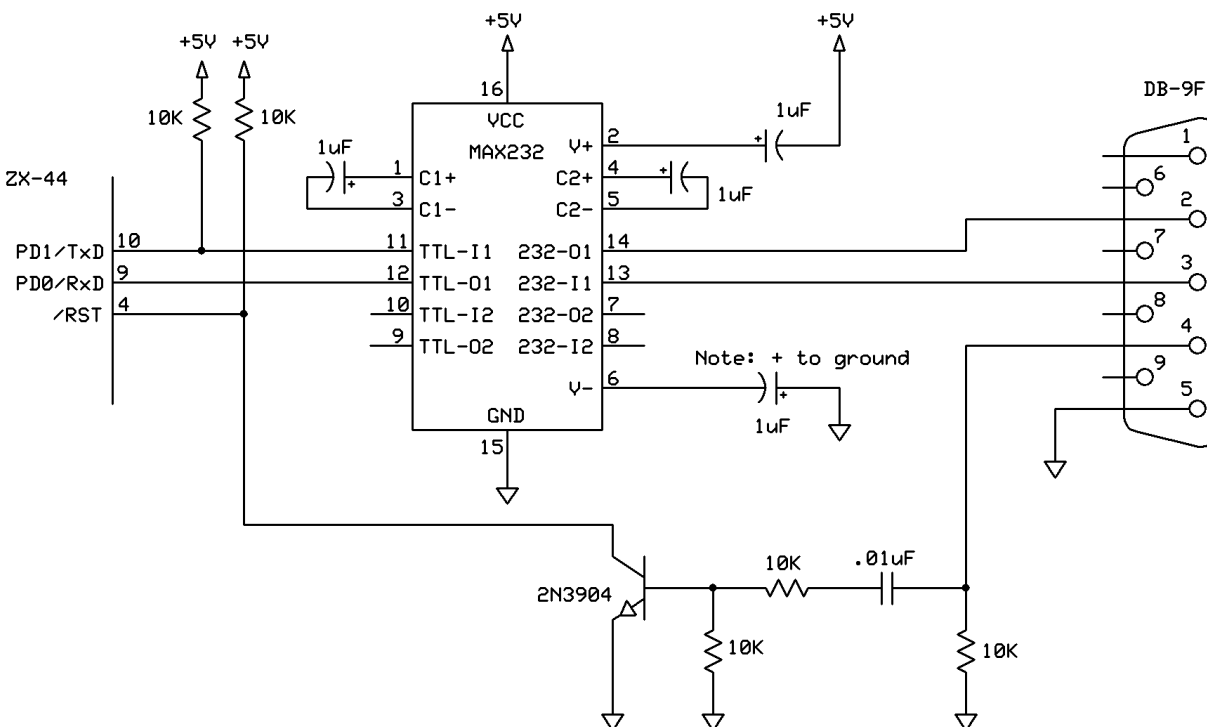 +5V
+5V +5V
+5V
10K
10K
16
VCC
MAX232
1uF
DB-9F
1uF
1 C1+
3 C1-
V+ 2
C2+ 4
C2- 5
1uF
ZX-44
PD1/TxD 10
PD0/RxD 9
/RST 4
11 TTL-I1
12 TTL-O1
10 TTL-I2
9 TTL-O2
232-O1 14
232-I1 13
232-O2 7
232-I2 8
V- 6
GND
15
Note: + to ground
1uF
1
6
2
7
3
8
4
9
5
2N3904
10K
.01uF
10K
10K
+
+
+
+